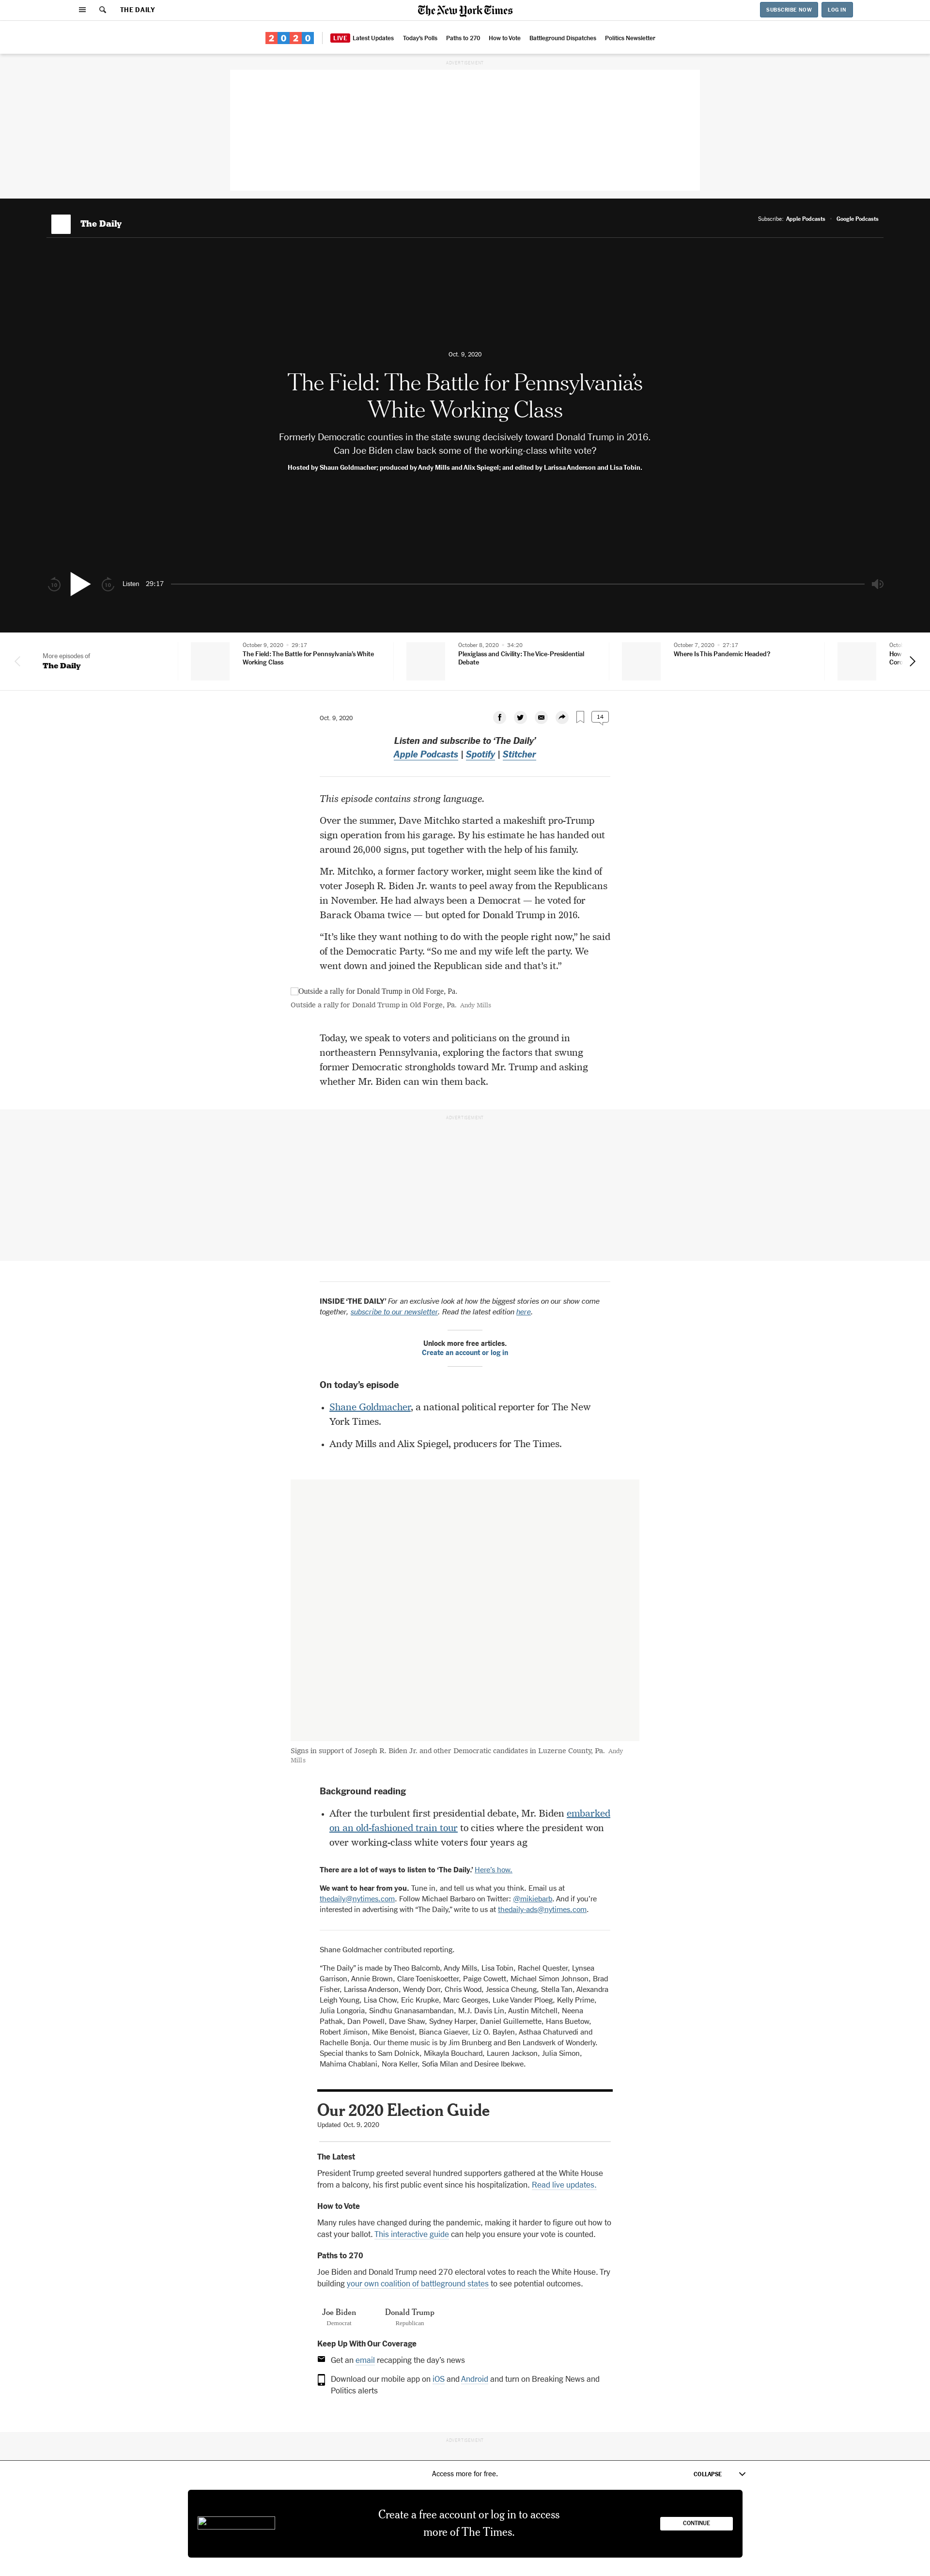 THE DAILY
The New York Times
SUBSCRIBE NOW
LOG IN
2020
LIVE Latest Updates
Today's Polls
Paths to 270
How to Vote
Battleground Dispatches
Politics Newsletter
ADVERTISEMENT
The Daily
Subscribe: Apple Podcasts · Google Podcasts
Oct. 9, 2020
The Field: The Battle for Pennsylvania’s
White Working Class
Formerly Democratic counties in the state swung decisively toward Donald Trump in 2016.
Can Joe Biden claw back some of the working-class white vote?
Hosted by Shaun Goldmacher; produced by Andy Mills and Alix Spiegel; and edited by Larissa Anderson and Lisa Tobin.
10
10
Listen 29:17
More episodes of
The Daily
October 9, 2020 · 29:17
The Field: The Battle for Pennsylvania’s White
Working Class
October 8, 2020 · 34:20
Plexiglass and Civility: The Vice-Presidential
Debate
October 7, 2020 · 27:17
Where Is This Pandemic Headed?
Oct. 9, 2020
14
Listen and subscribe to ‘The Daily’
Apple Podcasts | Spotify | Stitcher
This episode contains strong language.
Over the summer, Dave Mitchko started a makeshift pro-Trump
sign operation from his garage. By his estimate he has handed out
around 26,000 signs, put together with the help of his family.
Mr. Mitchko, a former factory worker, might seem like the kind of
voter Joseph R. Biden Jr. wants to peel away from the Republicans
in November. He had always been a Democrat — he voted for
Barack Obama twice — but opted for Donald Trump in 2016.
“It’s like they want nothing to do with the people right now,” he said
of the Democratic Party. “So me and my wife left the party. We
went down and joined the Republican side and that’s it.”
Outside a rally for Donald Trump in Old Forge, Pa.
Outside a rally for Donald Trump in Old Forge, Pa. Andy Mills
Today, we speak to voters and politicians on the ground in
northeastern Pennsylvania, exploring the factors that swung
former Democratic strongholds toward Mr. Trump and asking
whether Mr. Biden can win them back.
ADVERTISEMENT
INSIDE ‘THE DAILY’ For an exclusive look at how the biggest stories on our show come
together, subscribe to our newsletter. Read the latest edition here.
Unlock more free articles.
Create an account or log in
On today’s episode
• Shane Goldmacher, a national political reporter for The New
York Times.
• Andy Mills and Alix Spiegel, producers for The Times.
Signs in support of Joseph R. Biden Jr. and other Democratic candidates in Luzerne County, Pa. Andy
Mills
Background reading
• After the turbulent first presidential debate, Mr. Biden embarked
on an old-fashioned train tour to cities where the president won
over working-class white voters four years ag
There are a lot of ways to listen to ‘The Daily.’ Here’s how.
We want to hear from you. Tune in, and tell us what you think. Email us at
thedaily@nytimes.com. Follow Michael Barbaro on Twitter: @mikiebarb. And if you’re
interested in advertising with “The Daily,” write to us at thedaily-ads@nytimes.com.
Shane Goldmacher contributed reporting.
“The Daily” is made by Theo Balcomb, Andy Mills, Lisa Tobin, Rachel Quester, Lynsea
Garrison, Annie Brown, Clare Toeniskoetter, Paige Cowett, Michael Simon Johnson, Brad
Fisher, Larissa Anderson, Wendy Dorr, Chris Wood, Jessica Cheung, Stella Tan, Alexandra
Leigh Young, Lisa Chow, Eric Krupke, Marc Georges, Luke Vander Ploeg, Kelly Prime,
Julia Longoria, Sindhu Gnanasambandan, M.J. Davis Lin, Austin Mitchell, Neena
Pathak, Dan Powell, Dave Shaw, Sydney Harper, Daniel Guillemette, Hans Buetow,
Robert Jimison, Mike Benoist, Bianca Giaever, Liz O. Baylen, Asthaa Chaturvedi and
Rachelle Bonja. Our theme music is by Jim Brunberg and Ben Landsverk of Wonderly.
Special thanks to Sam Dolnick, Mikayla Bouchard, Lauren Jackson, Julia Simon,
Mahima Chablani, Nora Keller, Sofia Milan and Desiree Ibekwe.
Our 2020 Election Guide
Updated Oct. 9, 2020
The Latest
President Trump greeted several hundred supporters gathered at the White House
from a balcony, his first public event since his hospitalization. Read live updates.
How to Vote
Many rules have changed during the pandemic, making it harder to figure out how to
cast your ballot. This interactive guide can help you ensure your vote is counted.
Paths to 270
Joe Biden and Donald Trump need 270 electoral votes to reach the White House. Try
building your own coalition of battleground states to see potential outcomes.
Joe Biden
Democrat
Donald Trump
Republican
Keep Up With Our Coverage
Get an email recapping the day’s news
Download our mobile app on iOS and Android and turn on Breaking News and
Politics alerts
ADVERTISEMENT
Access more for free.
COLLAPSE
Create a free account or log in to access
more of The Times.
CONTINUE